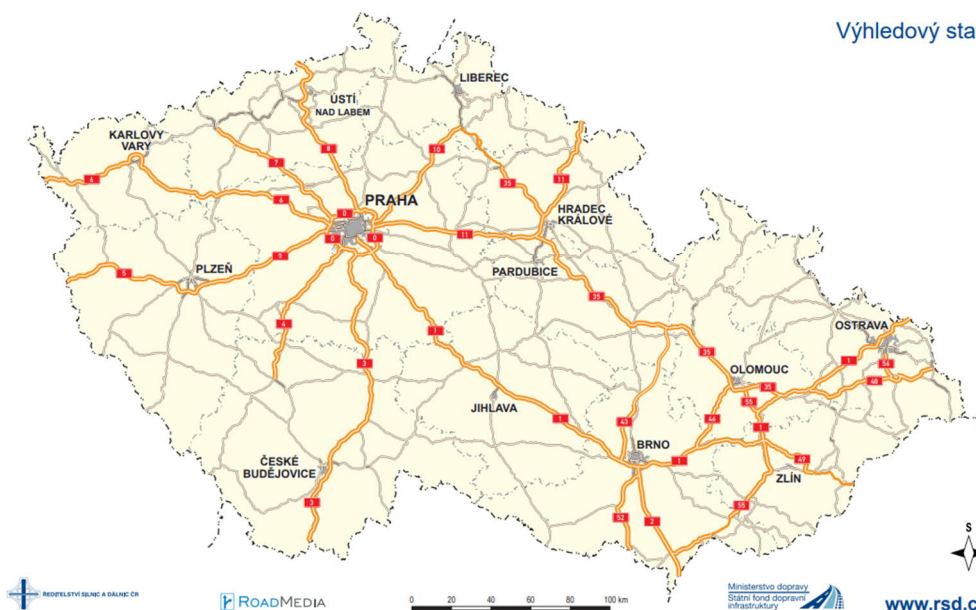 Výhledový sta
LIBEREC
ÚSTÍ
NAD LABEM
KARLOVY
VARY
8
10
7
11
6
35
6
PRAHA
0
HRADEC
KRÁLOVÉ
11
0
0
5
5
PLZEŇ
PARDUBICE
35
4
1
OSTRAVA
35
1
56
3
OLOMOUC
35
48
55
JIHLAVA
1
43
46
1
BRNO
1
49
ČESKÉ
BUDĚJOVICE
ZLÍN
3
55
52
2
S
ŘEDITELSTVÍ SILNIC A DÁLNIC ČR
ROADMEDIA
0 20 40 60 80 100 km
Ministerstvo dopravy
Státní fond dopravní
infrastruktury
www.rsd.c